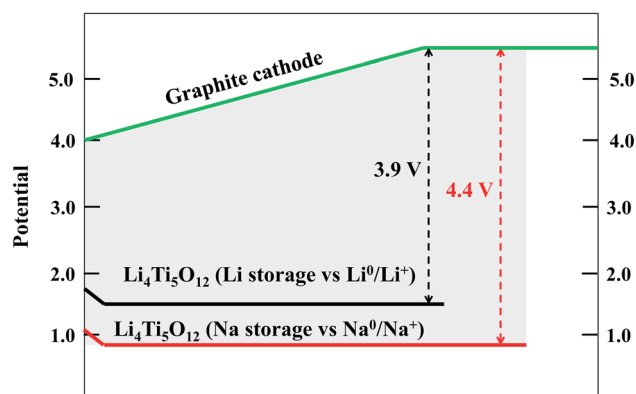 Potential
5.0
4.0
3.0
2.0
1.0
Graphite cathode
3.9 V
4.4 V
Li₄Ti₅O₁₂ (Li storage vs Li⁰/Li⁺)
Li₄Ti₅O₁₂ (Na storage vs Na⁰/Na⁺)
5.0
4.0
3.0
2.0
1.0